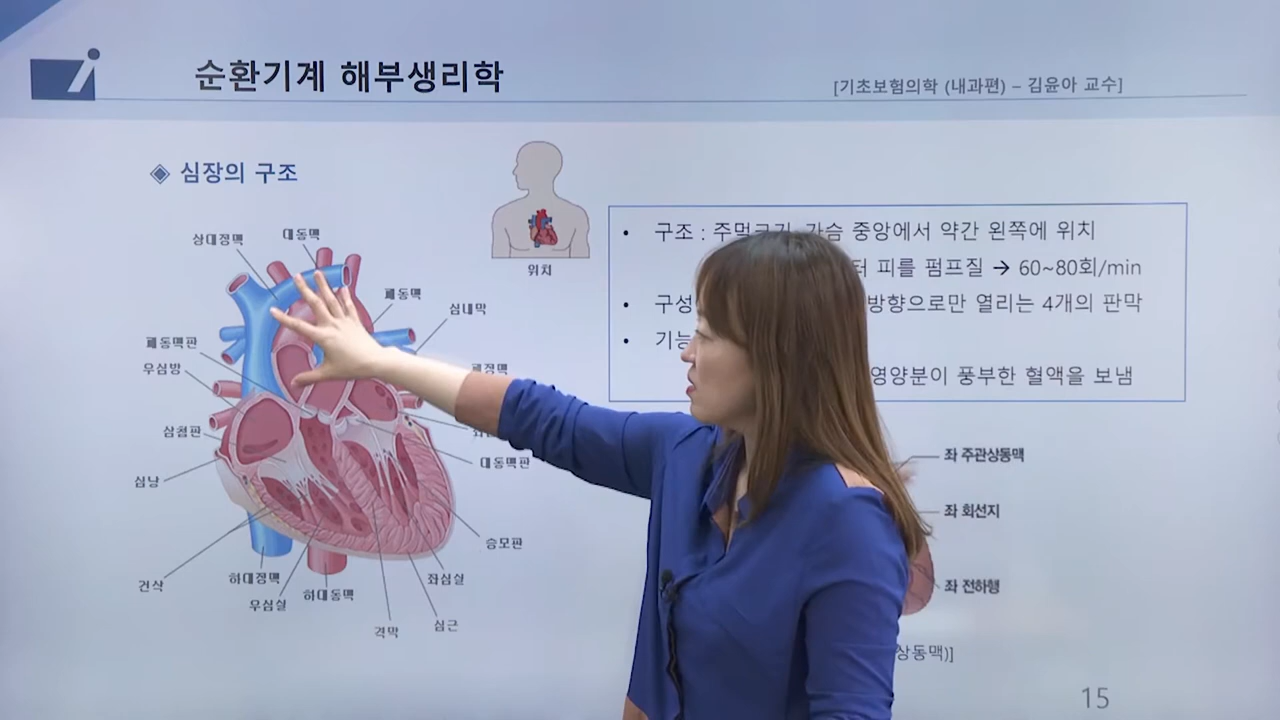 순환기계 해부생리학
[기초보험의학 (내과편) – 김윤아 교수]
◈ 심장의 구조
상대정맥
대동맥
폐동맥
심내막
폐동맥판
우심방
삼첨판
심낭
대동맥판
승모판
건삭
하대정맥
우심실
하대동맥
좌심실
격막
심근
위치
• 구조 : 주먹크기, 가슴 중앙에서 약간 왼쪽에 위치
터 피를 펌프질 → 60~80회/min
• 구성 방향으로만 열리는 4개의 판막
• 기능
영양분이 풍부한 혈액을 보냄
좌 주관상동맥
좌 회선지
좌 전하행
상동맥)]
15